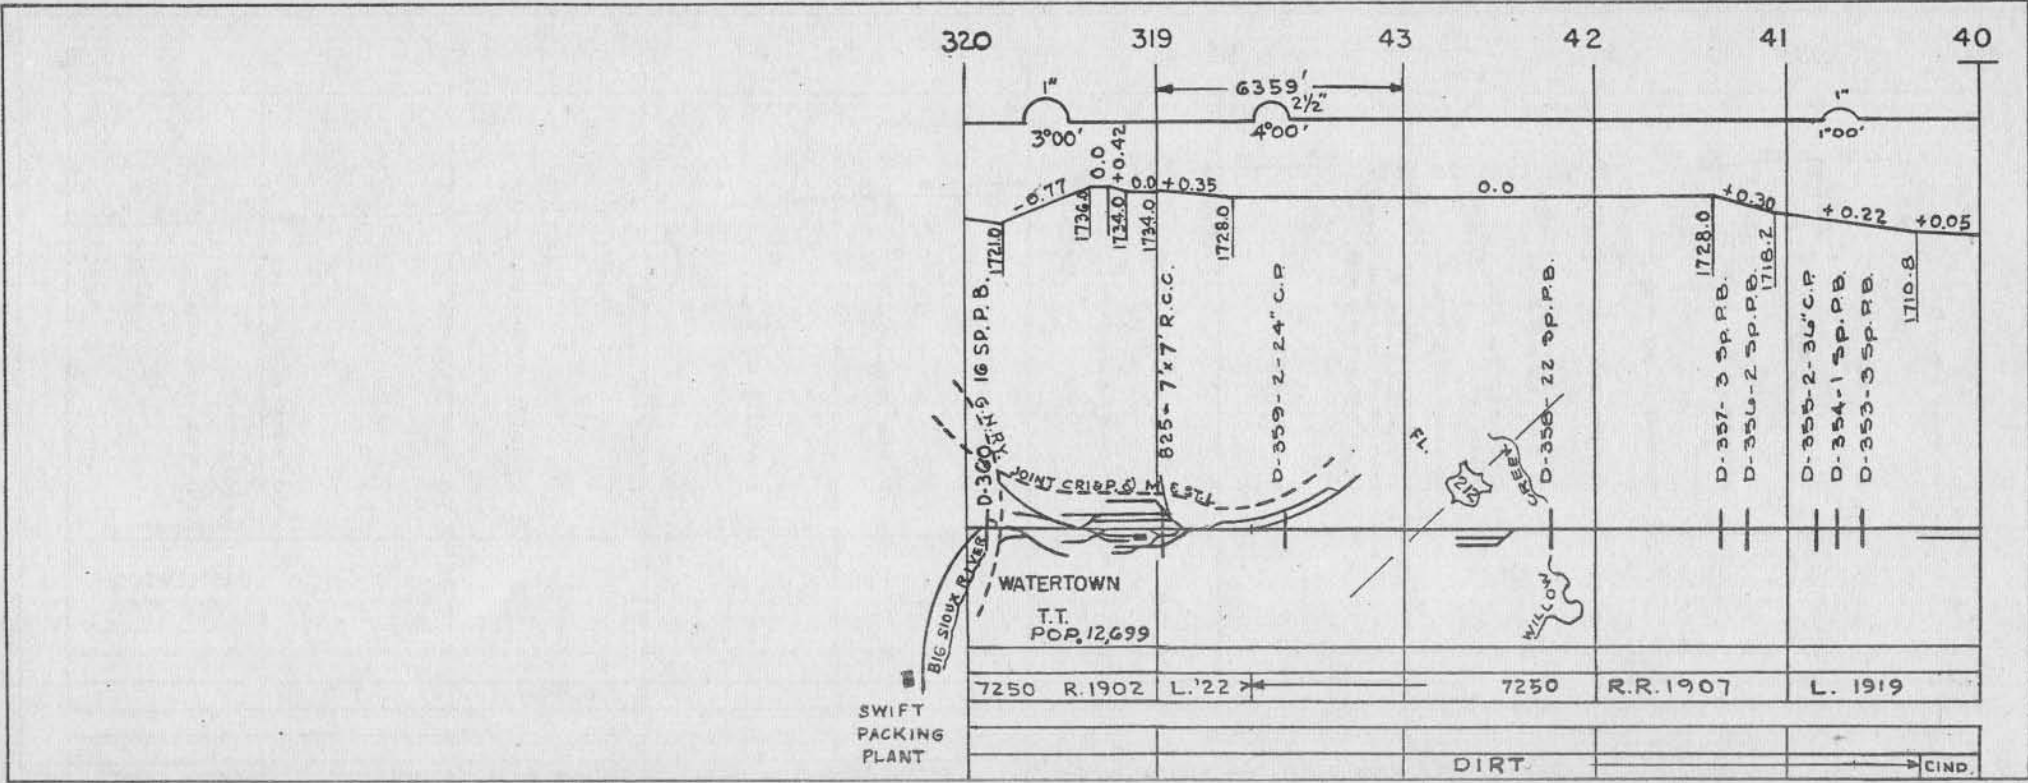 320 319 43 42 41 40
6359'
1" 2½" 1"
3°00' 4°00' 1°00'
-0.77 0.0 +0.42 0.0 +0.35 0.0 +0.30 +0.22 +0.05
1721.0
1736.0
1734.0
1734.0
1728.0
1728.0
1718.2
1710.8
D-360 16 SP. P. B.
G.N. RY.
825- 7'x 7' R.C.C.
D-359-2-24" C.P.
D-358- 22 Sp. P.B.
D-357-3 Sp. P.B.
D-356-2 Sp. P.B.
D-355-2-36" C.P.
D-354-1 Sp. P.B.
D-353-3 Sp. P.B.
FL.
212
JOINT CRI&P & M & ST.L
CREEK
WILLOW
BIG SIOUX RIVER
WATERTOWN
T.T.
POP. 12,699
7250 R.1902 L.'22 7250 R.R.1907 L. 1919
SWIFT
PACKING
PLANT
DIRT CIND.